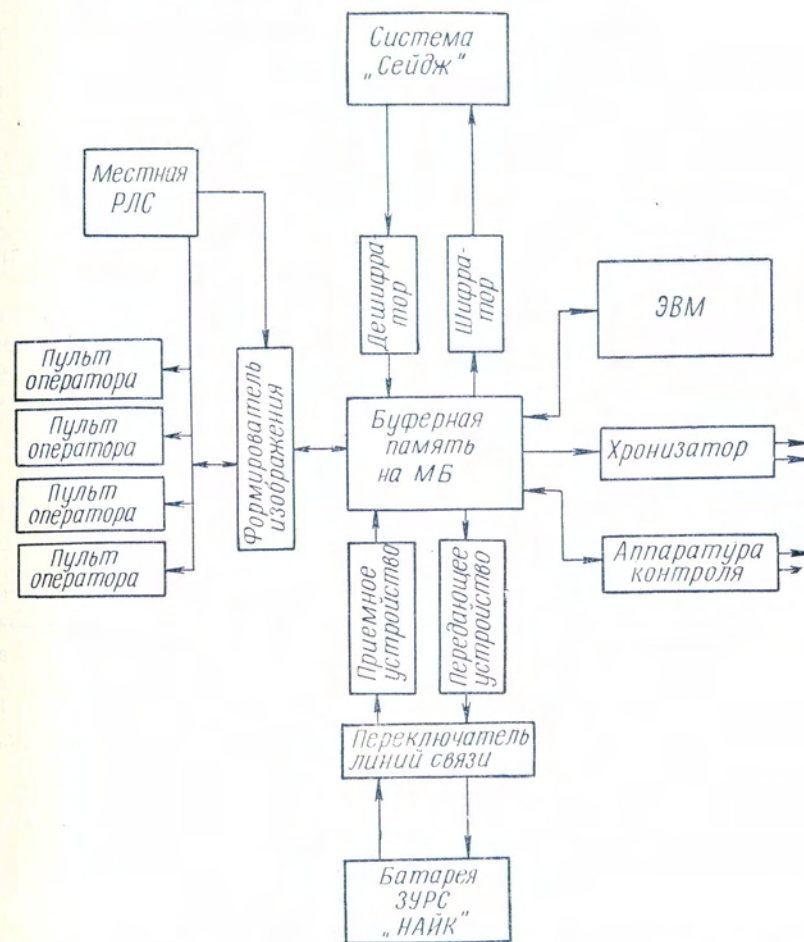 Система
„Сейдж"
Местная
РЛС
Дешифра
тор
Шифра-
тор
ЭВМ
Пульт
оператора
Пульт
оператора
Пульт
оператора
Пульт
оператора
Формирователь
изображения
Буферная
память
на МБ
Хронизатор
Аппаратура
контроля
Приемное
устройство
Передающее
устройство
Переключатель
линий связи
Батарея
ЗУРС
„НАЙК"